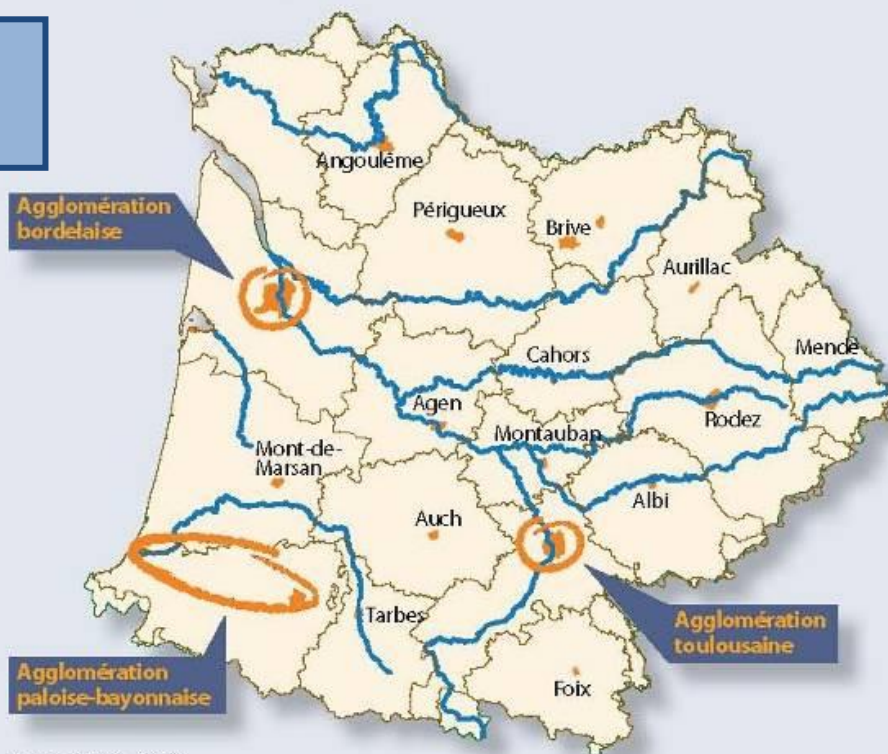 Angoulême
Agglomération
bordelaise
Périgueux
Brive
Aurillac
Cahors
Mende
Agen
Rodez
Montauban
Mont-de-
Marsan
Albi
Auch
Tarbes
Agglomération
toulousaine
Agglomération
paloise-bayonnaise
Foix